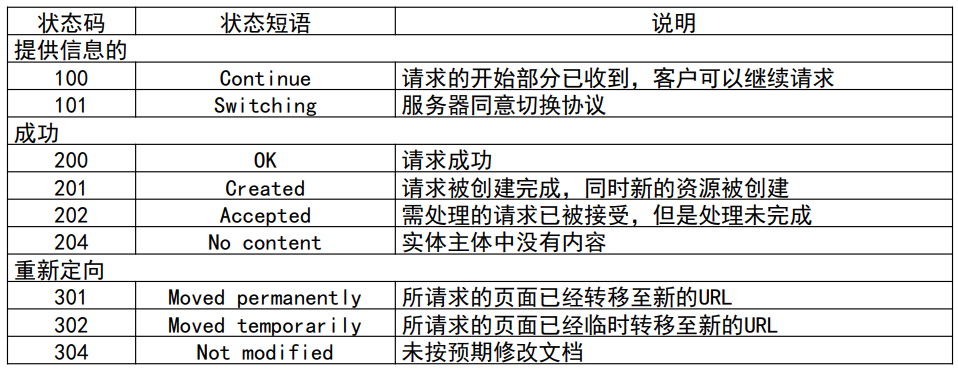 状态码 状态短语 说明
提供信息的
100 Continue 请求的开始部分已收到，客户可以继续请求
101 Switching 服务器同意切换协议
成功
200 OK 请求成功
201 Created 请求被创建完成，同时新的资源被创建
202 Accepted 需处理的请求已被接受，但是处理未完成
204 No content 实体主体中没有内容
重新定向
301 Moved permanently 所请求的页面已经转移至新的URL
302 Moved temporarily 所请求的页面已经临时转移至新的URL
304 Not modified 未按预期修改文档